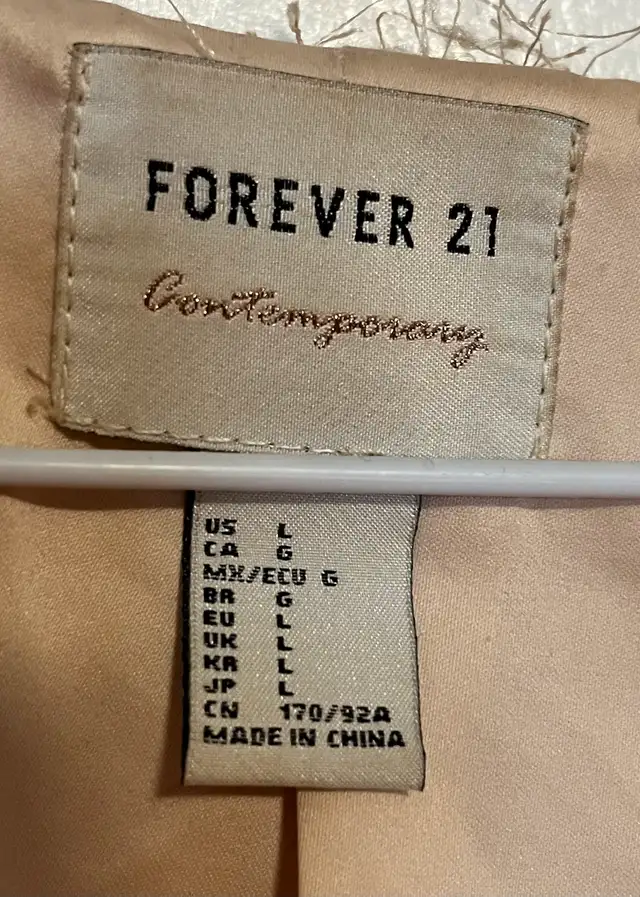 FOREVER 21
Contemporary
US L
CA G
MX/ECU G
BR G
EU L
UK L
KR L
JP L
CN 170/92A
MADE IN CHINA